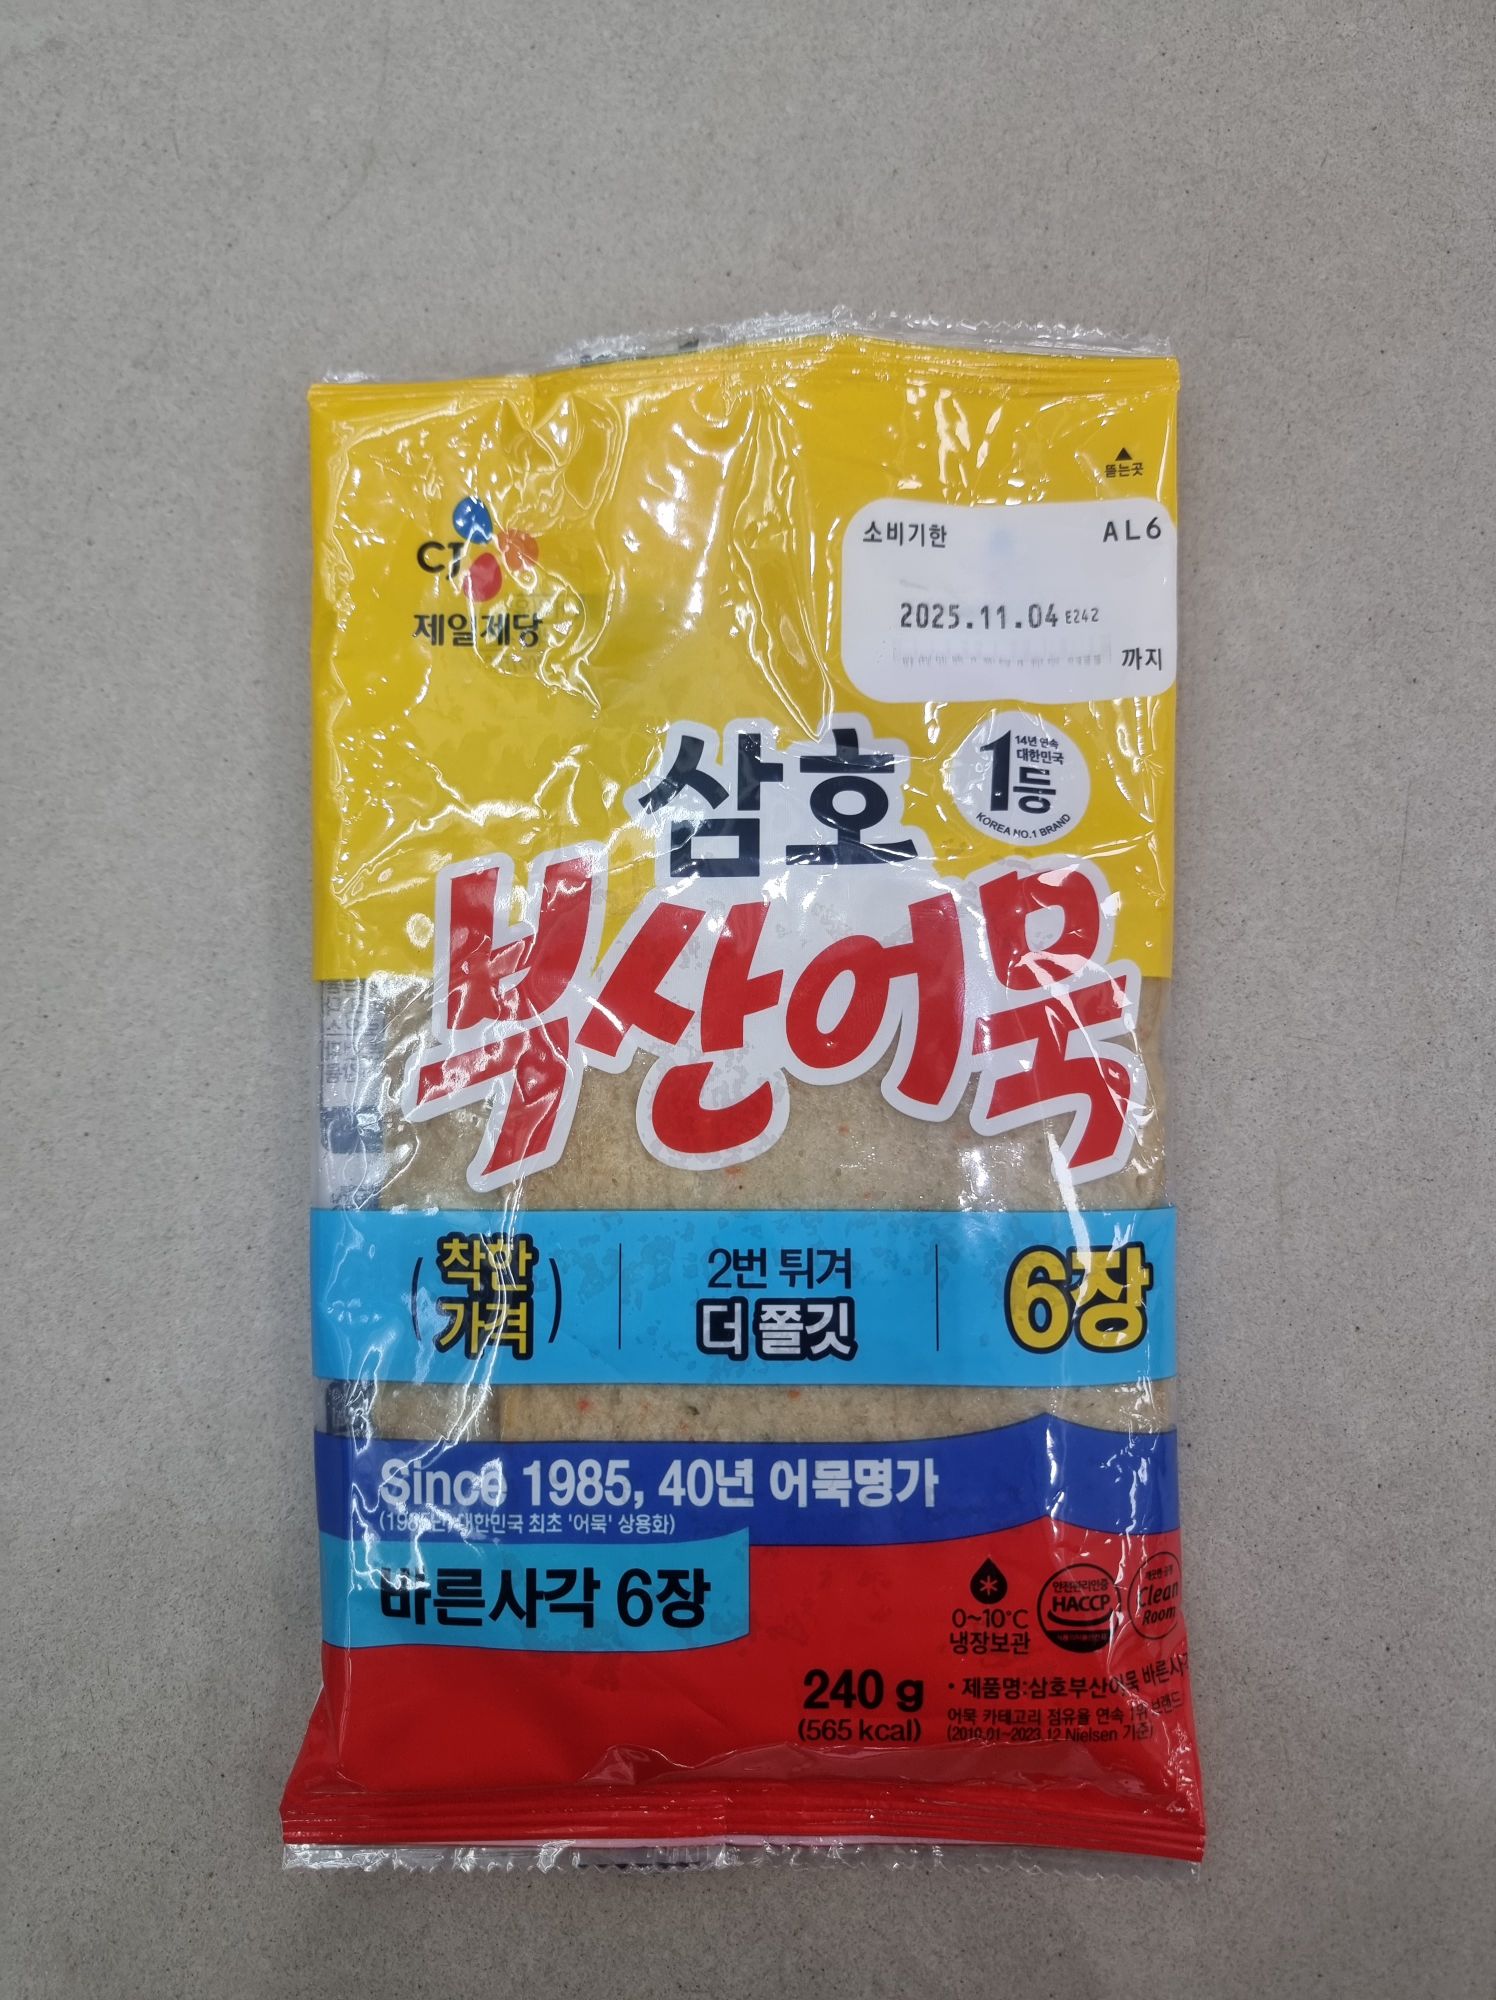 뜯는곳
CJ
제일제당
소비기한 AL6
2025.11.04 E242
까지
삼호
14년 연속
대한민국
1등
KOREA NO.1 BRAND
부산어묵
(착한
가격)
2번 튀겨
더 쫄깃
6장
Since 1985, 40년 어묵명가
대한민국 최초 '어묵' 상용화)
바른사각 6장
0~10°C
냉장보관
안전관리인증
HACCP
Clean
Room
240 g
(565 kcal)
• 제품명:삼호부산어묵 바른사각
어묵 카테고리 점유율 연속 1위 브랜드
(2010.01~2023.12 Nielsen 기준)